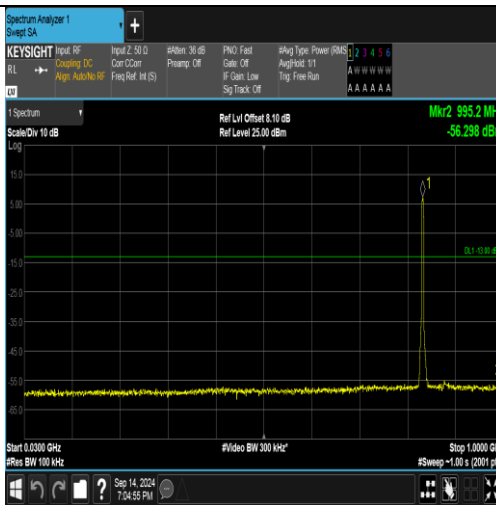 Spectrum Analyzer 1
Swept SA
+
KEYSIGHT
RL
Input: RF
Coupling: DC
Align: Auto/No RF
Input Z: 50 Ω
Corr CCorr
Freq Ref: Int (S)
#Atten: 36 dB
Preamp: Off
PNO: Fast
Gate: Off
IF Gain: Low
Sig Track: Off
#Avg Type: Power (RMS
Avg|Hold: 1/1
Trig: Free Run
1 2 3 4 5 6
A W W W W W
A A A A A A
1 Spectrum
Scale/Div 10 dB
Log
Ref Lvl Offset 8.10 dB
Ref Level 25.00 dBm
Mkr2 995.2 MH
-56.298 dBm
15.0
5.00
-5.00
-15.0
-25.0
-35.0
-45.0
-55.0
-65.0
1
DL1 -13.00 d
Start 0.0300 GHz
#Res BW 100 kHz
#Video BW 300 kHz*
Stop 1.0000 G
#Sweep ~1.00 s (2001 pt
?
Sep 14, 2024
7:04:55 PM